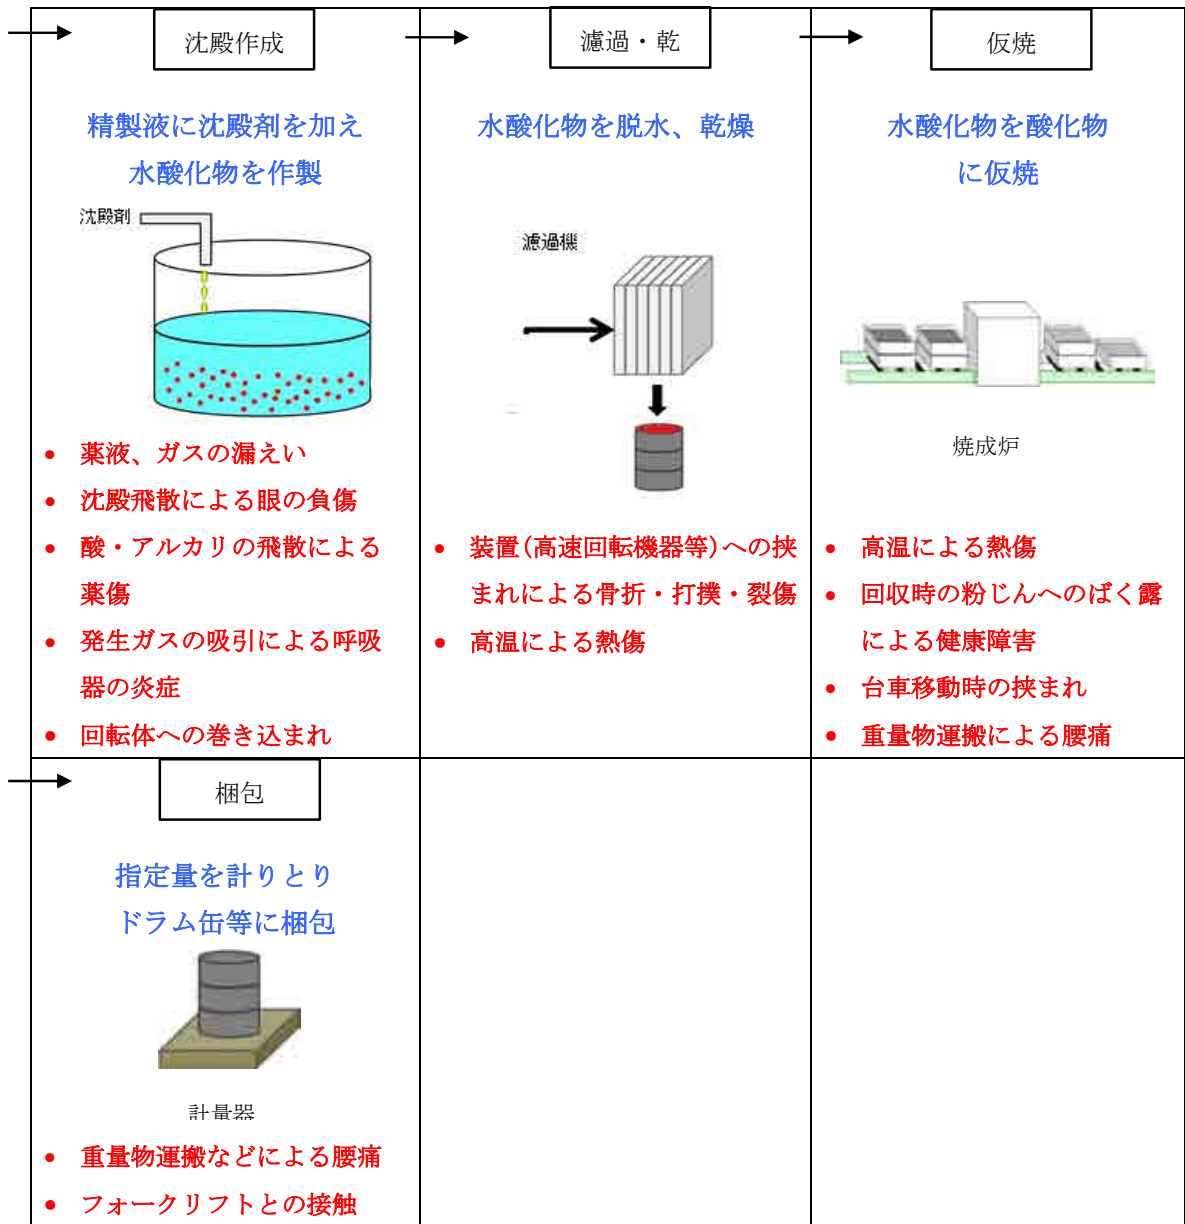 沈殿作成
精製液に沈殿剤を加え
水酸化物を作製
沈殿剤
• 薬液、ガスの漏えい
• 沈殿飛散による眼の負傷
• 酸・アルカリの飛散による
薬傷
• 発生ガスの吸引による呼吸
器の炎症
• 回転体への巻き込まれ
濾過・乾
水酸化物を脱水、乾燥
濾過機
• 装置(高速回転機器等)への挟
まれによる骨折・打撲・裂傷
• 高温による熱傷
仮焼
水酸化物を酸化物
に仮焼
焼成炉
• 高温による熱傷
• 回収時の粉じんへのばく露
による健康障害
• 台車移動時の挟まれ
• 重量物運搬による腰痛
梱包
指定量を計りとり
ドラム缶等に梱包
計量器
• 重量物運搬などによる腰痛
• フォークリフトとの接触